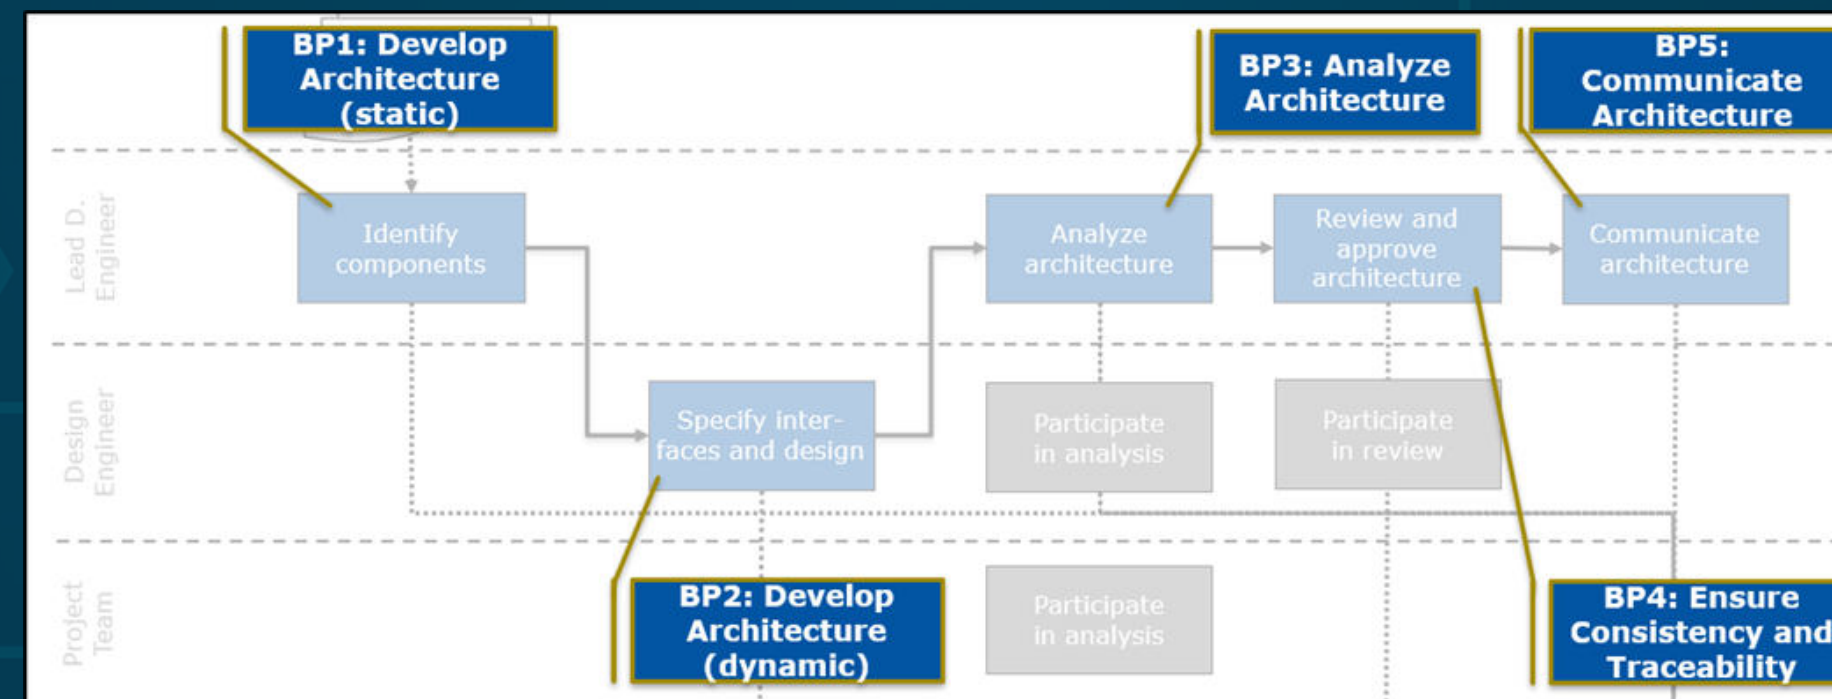 BP1: Develop
Architecture
(static)
BP3: Analyze
Architecture
BP5:
Communicate
Architecture
Lead D.
Engineer
Identify
components
Analyze
architecture
Review and
approve
architecture
Communicate
architecture
Design
Engineer
Specify inter-
faces and design
Participate
in analysis
Participate
in review
Project
Team
BP2: Develop
Architecture
(dynamic)
Participate
in analysis
BP4: Ensure
Consistency and
Traceability